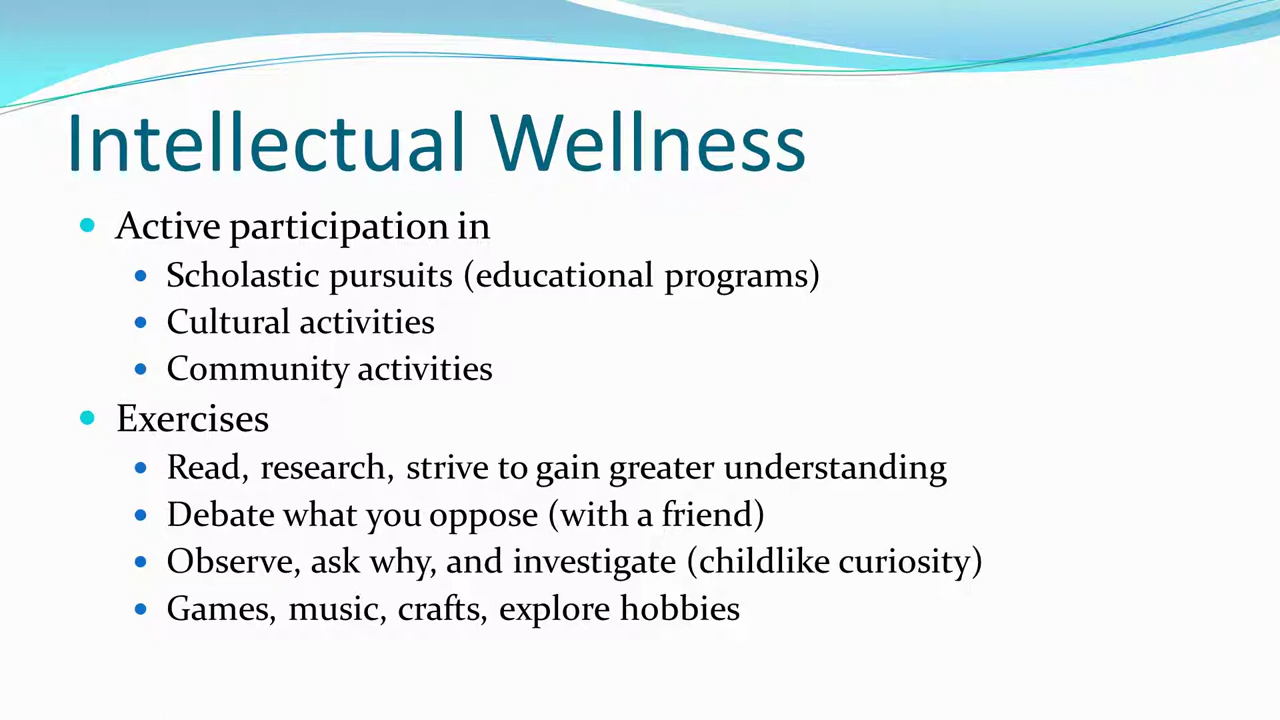 Intellectual Wellness
• Active participation in
• Scholastic pursuits (educational programs)
• Cultural activities
• Community activities
• Exercises
• Read, research, strive to gain greater understanding
• Debate what you oppose (with a friend)
• Observe, ask why, and investigate (childlike curiosity)
• Games, music, crafts, explore hobbies